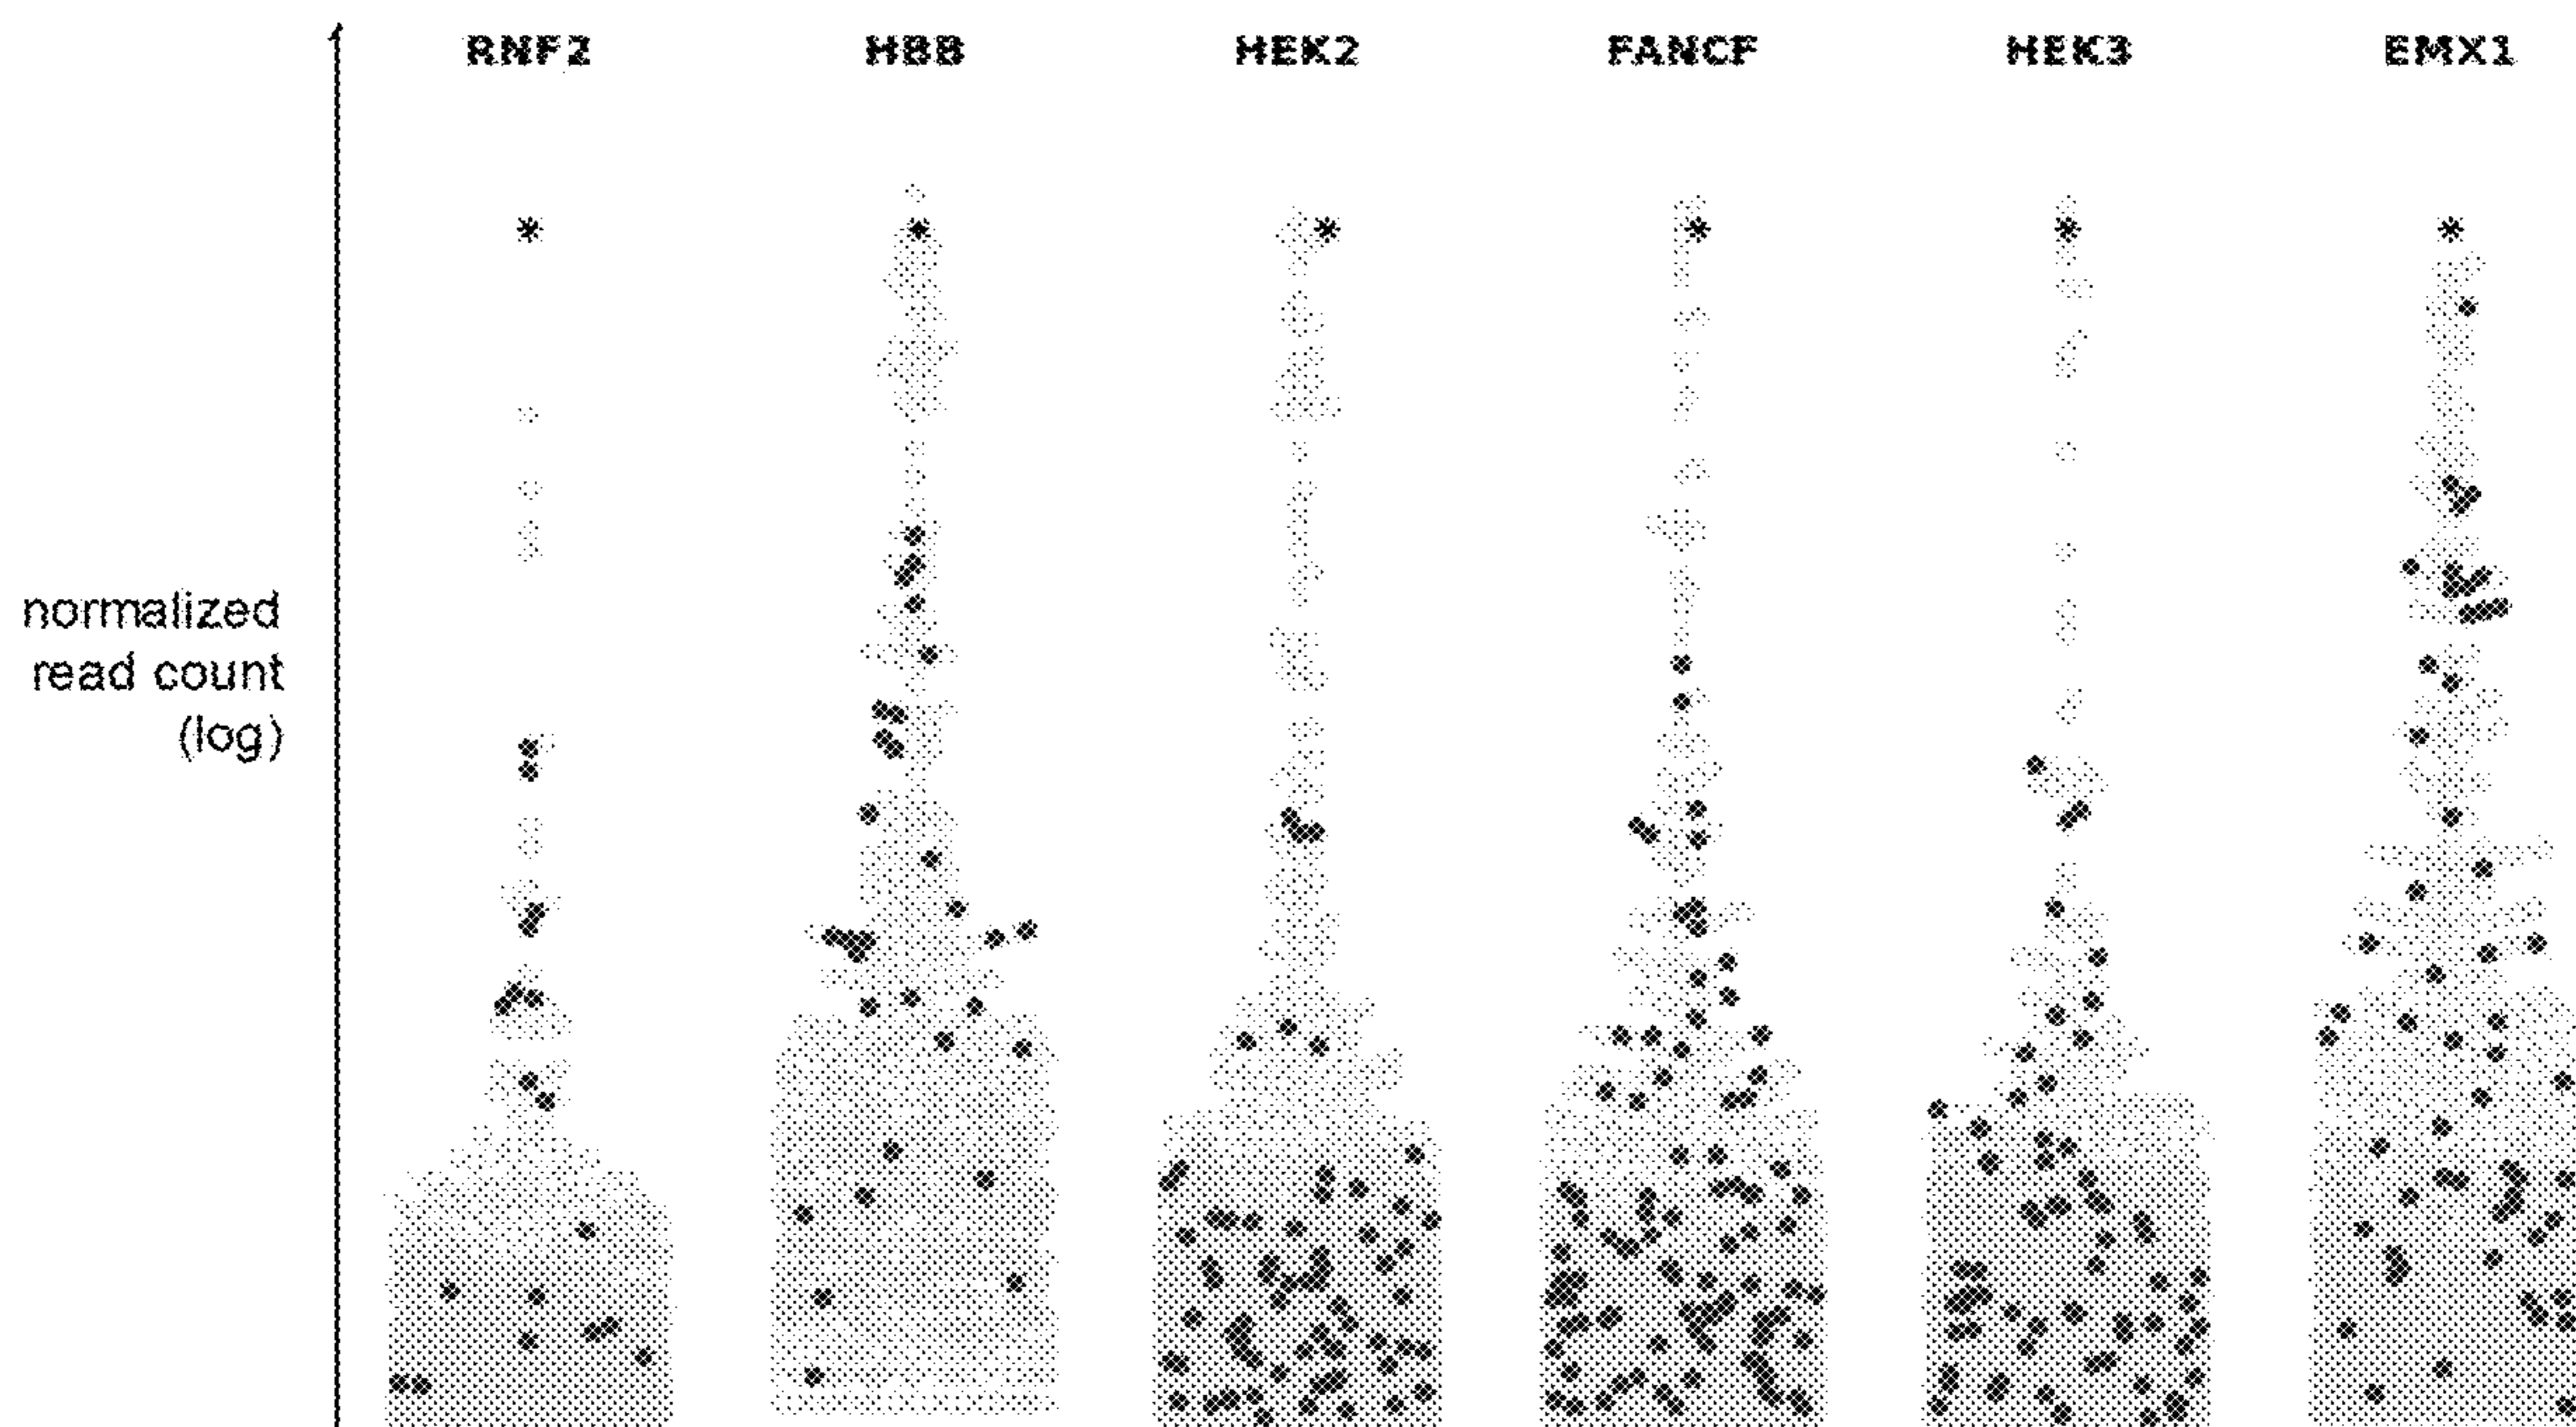 RNF2 HBB HEK2 FANCF HEK3 EMX1
normalized
read count
(log)